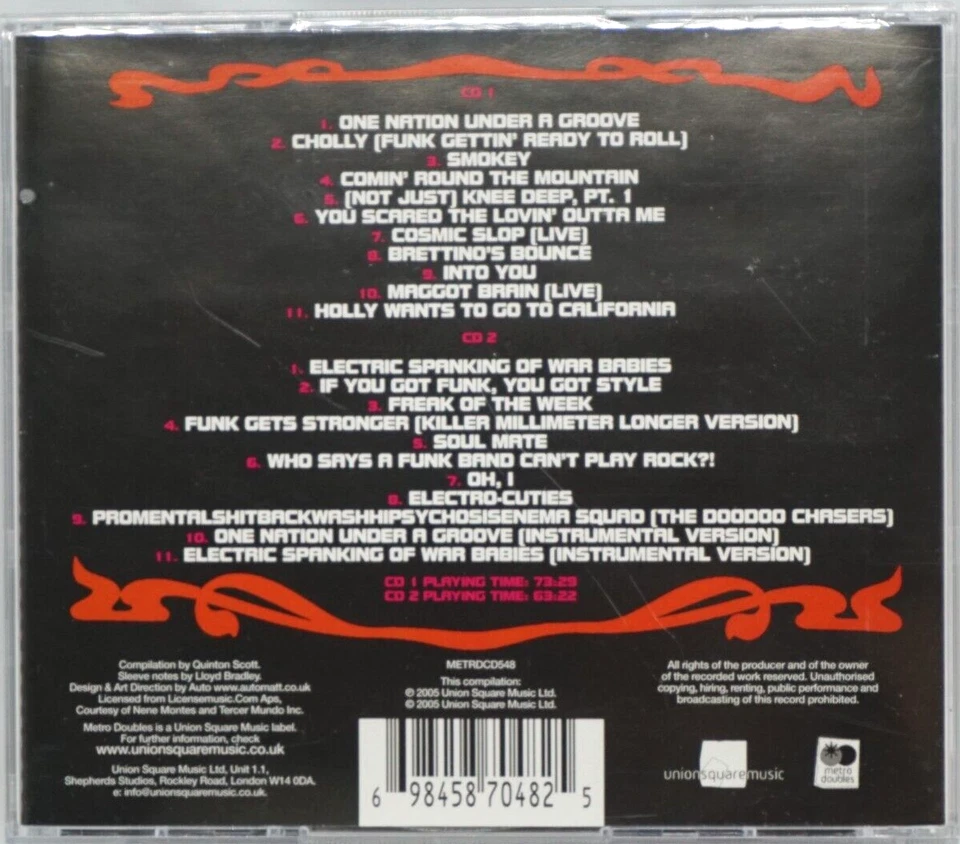 CD 1
1. ONE NATION UNDER A GROOVE
2. CHOLLY (FUNK GETTIN' READY TO ROLL)
3. SMOKEY
4. COMIN' ROUND THE MOUNTAIN
5. (NOT JUST) KNEE DEEP, PT. 1
6. YOU SCARED THE LOVIN' OUTTA ME
7. COSMIC SLOP (LIVE)
8. BRETTINO'S BOUNCE
9. INTO YOU
10. MAGGOT BRAIN (LIVE)
11. HOLLY WANTS TO GO TO CALIFORNIA
CD 2
1. ELECTRIC SPANKING OF WAR BABIES
2. IF YOU GOT FUNK, YOU GOT STYLE
3. FREAK OF THE WEEK
4. FUNK GETS STRONGER (KILLER MILLIMETER LONGER VERSION)
5. SOUL MATE
6. WHO SAYS A FUNK BAND CAN'T PLAY ROCK?!
7. OH, I
8. ELECTRO-CUTIES
9. PROMENTALSHITBACKWASHHIPSYCHOSISENEMA SQUAD (THE DOODOO CHASERS)
10. ONE NATION UNDER A GROOVE (INSTRUMENTAL VERSION)
11. ELECTRIC SPANKING OF WAR BABIES (INSTRUMENTAL VERSION)
CD 1 PLAYING TIME: 73:29
CD 2 PLAYING TIME: 63:22
Compilation by Quinton Scott.
Sleeve notes by Lloyd Bradley.
Design & Art Direction by Auto www.automatt.co.uk
Licensed from Licensemusic.Com Aps,
Courtesy of Nene Montes and Tercer Mundo Inc.
Metro Doubles is a Union Square Music label.
For further information, check
www.unionsquaremusic.co.uk
Union Square Music Ltd, Unit 1.1,
Shepherds Studios, Rockley Road, London W14 0DA.
e: info@unionsquaremusic.co.uk.
METRDCD548
This compilation:
℗ 2005 Union Square Music Ltd.
© 2005 Union Square Music Ltd.
6 98458 70482 5
All rights of the producer and of the owner
of the recorded work reserved. Unauthorised
copying, hiring, renting, public performance and
broadcasting of this record prohibited.
unionsquaremusic
metro
doubles